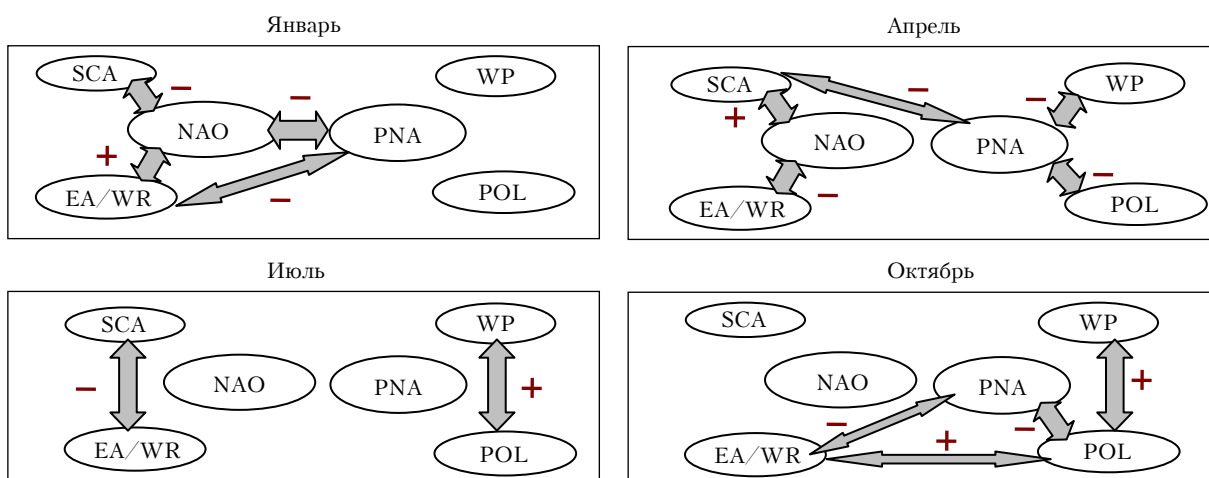 Январь
SCA
WP
−
−
NAO
PNA
+
EA/WR
−
POL
Апрель
SCA
−
WP
−
+
NAO
PNA
−
−
EA/WR
POL
Июль
SCA
WP
NAO
PNA
−
+
EA/WR
POL
Октябрь
SCA
WP
NAO
PNA
+
−
−
+
EA/WR
POL